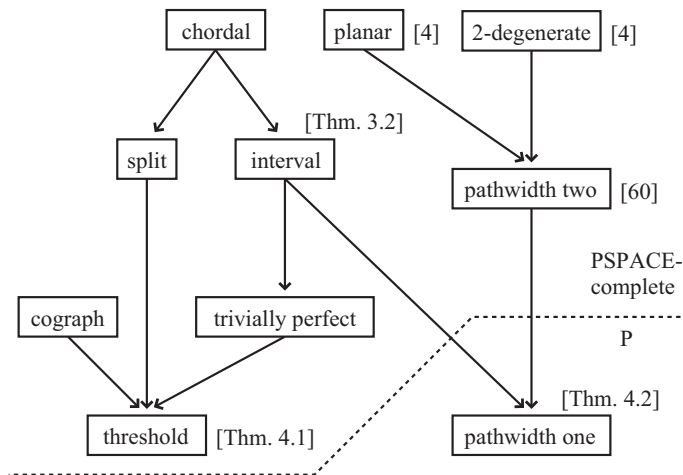 chordal
planar [4]
2-degenerate [4]
[Thm. 3.2]
split
interval
pathwidth two [60]
PSPACE-
complete
cograph
trivially perfect
P
[Thm. 4.2]
threshold [Thm. 4.1]
pathwidth one